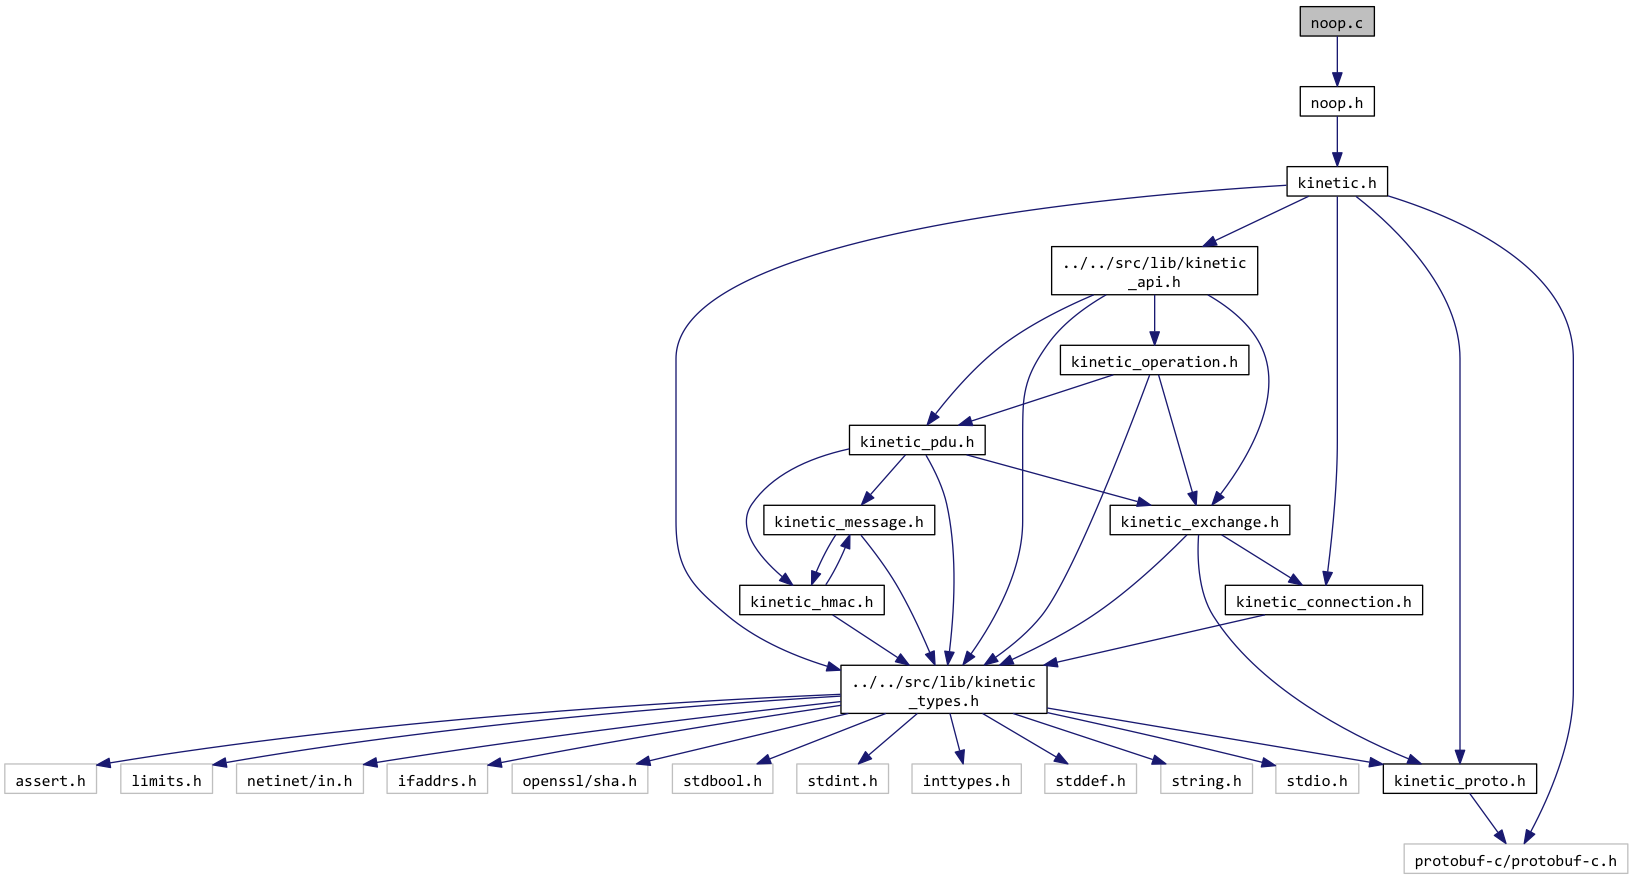 noop.c
noop.h
kinetic.h
../../src/lib/kinetic
_api.h
kinetic_operation.h
kinetic_pdu.h
kinetic_message.h
kinetic_exchange.h
kinetic_hmac.h
kinetic_connection.h
../../src/lib/kinetic
_types.h
assert.h
limits.h
netinet/in.h
ifaddrs.h
openssl/sha.h
stdbool.h
stdint.h
inttypes.h
stddef.h
string.h
stdio.h
kinetic_proto.h
protobuf-c/protobuf-c.h